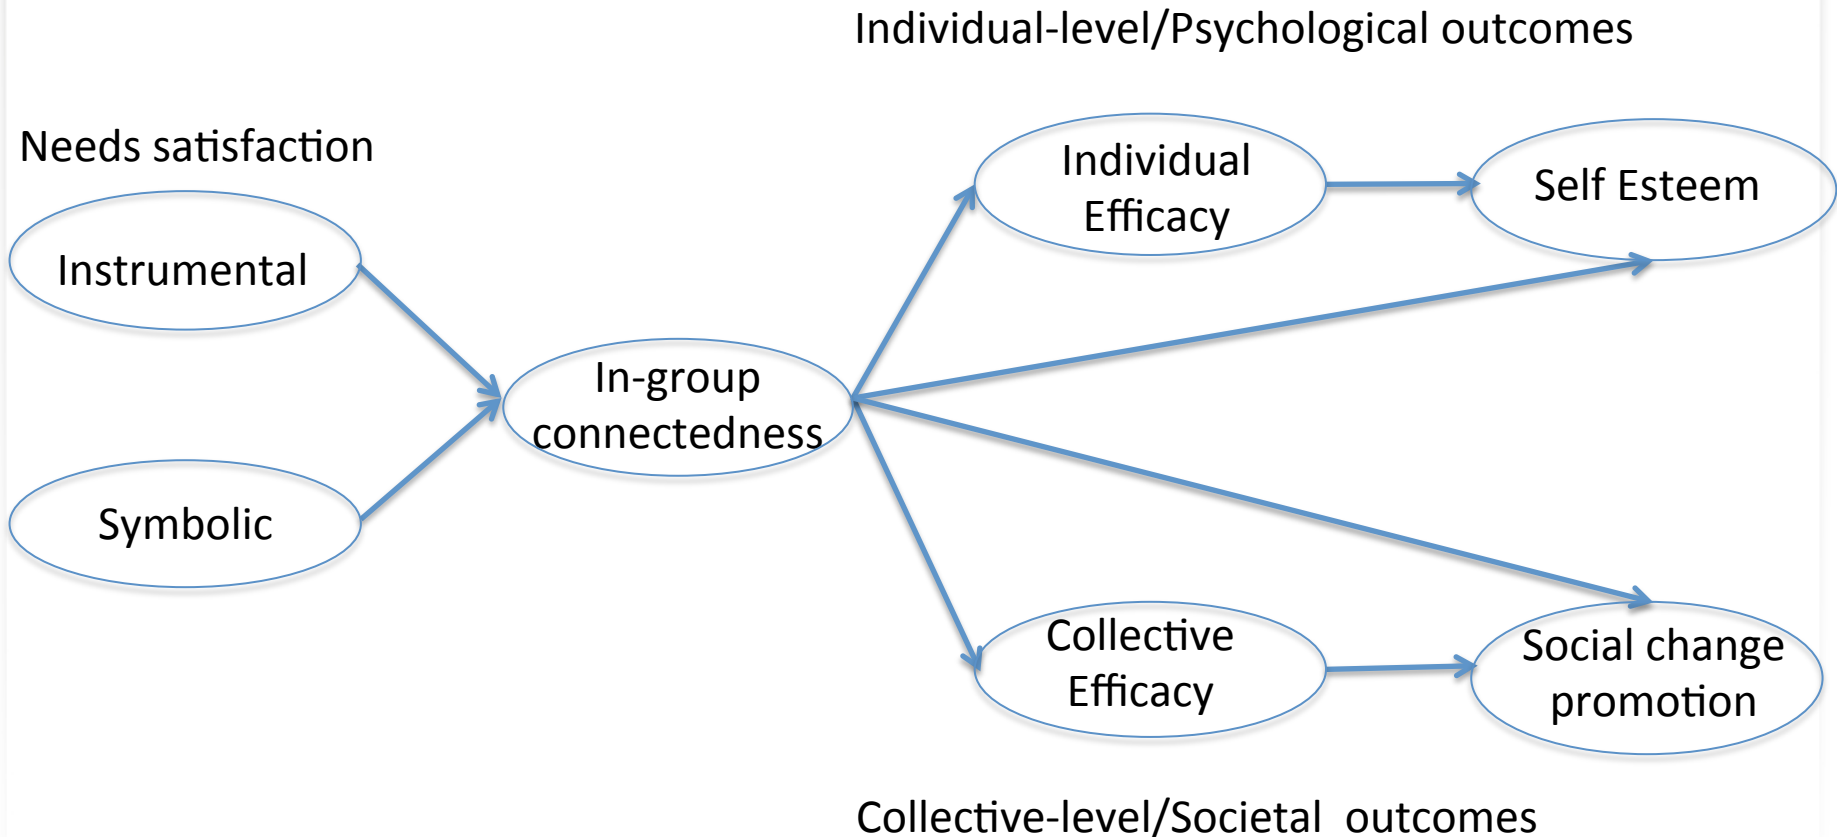 Individual-level/Psychological outcomes
Needs satisfaction
Instrumental
Symbolic
In-group
connectedness
Individual
Efficacy
Self Esteem
Collective
Efficacy
Social change
promotion
Collective-level/Societal  outcomes